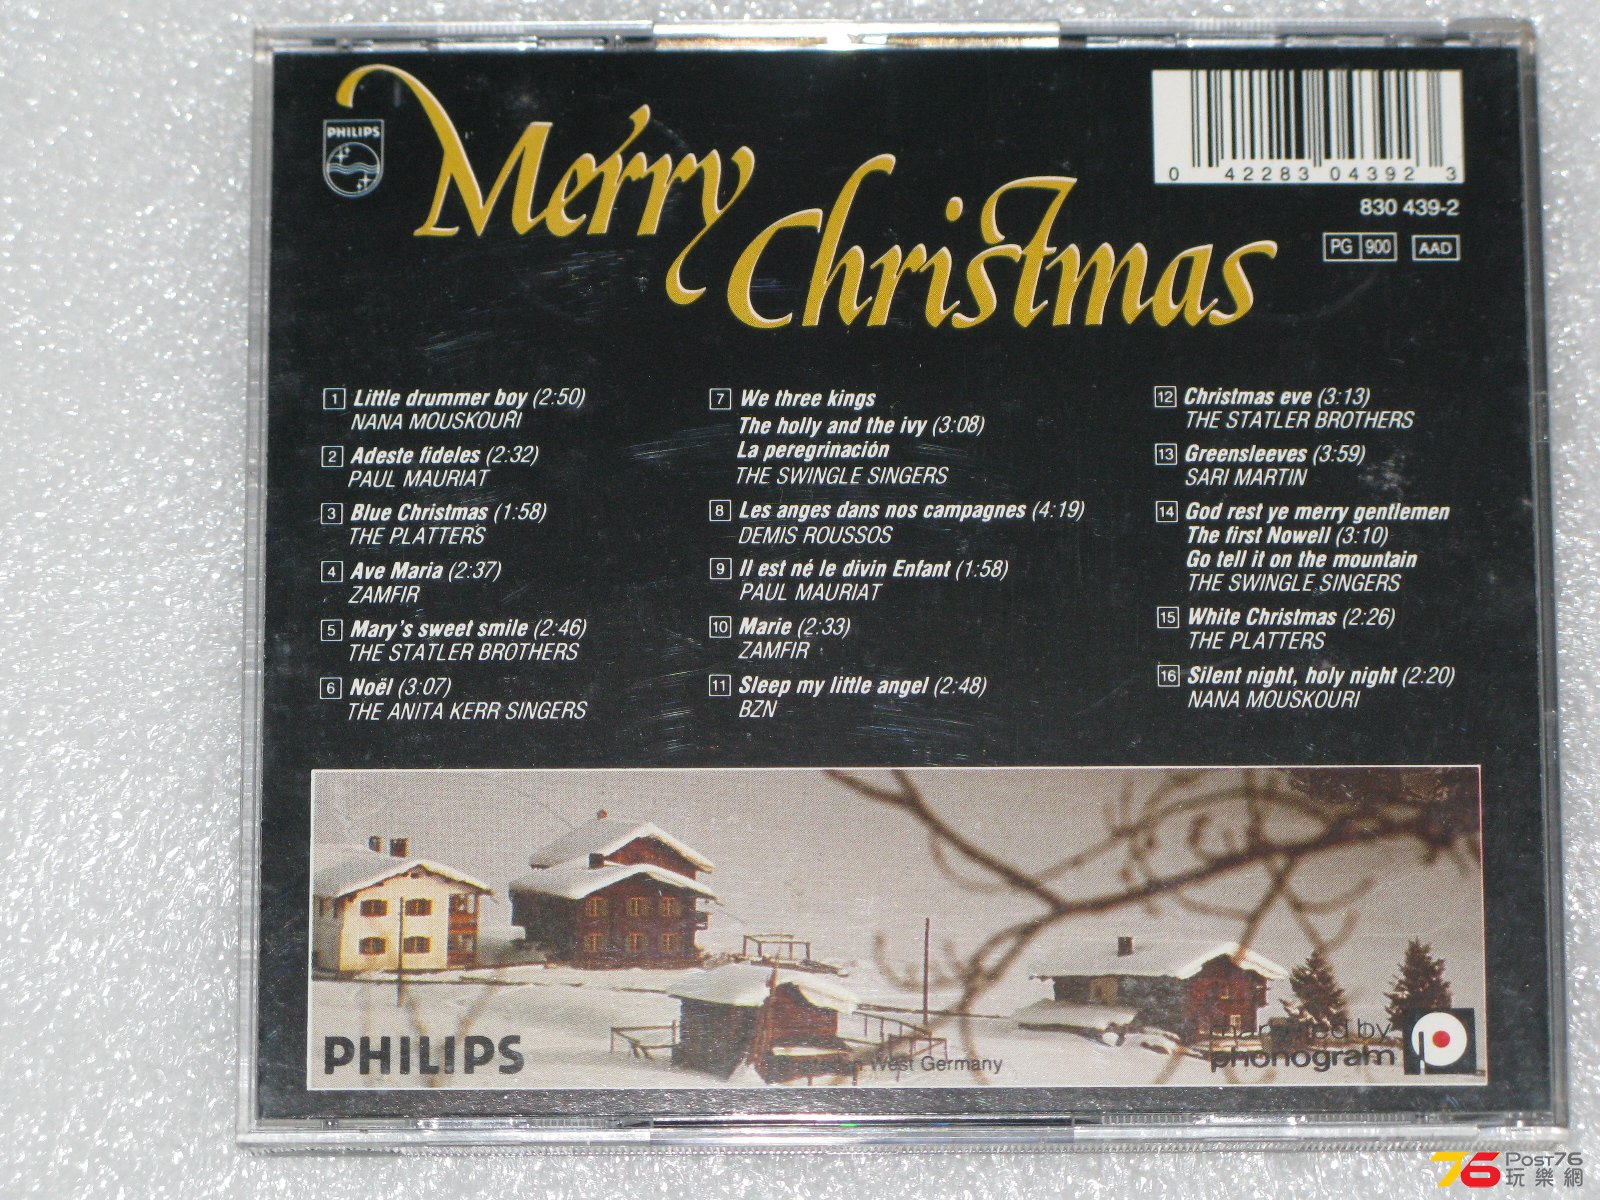 PHILIPS
Merry
Christmas
0 42283 04392 3
830 439-2
PG 900 AAD
1 Little drummer boy (2:50)
NANA MOUSKOURI
2 Adeste fideles (2:32)
PAUL MAURIAT
3 Blue Christmas (1:58)
THE PLATTERS
4 Ave Maria (2:37)
ZAMFIR
5 Mary's sweet smile (2:46)
THE STATLER BROTHERS
6 Noël (3:07)
THE ANITA KERR SINGERS
7 We three kings
The holly and the ivy (3:08)
La peregrinación
THE SWINGLE SINGERS
8 Les anges dans nos campagnes (4:19)
DEMIS ROUSSOS
9 Il est né le divin Enfant (1:58)
PAUL MAURIAT
10 Marie (2:33)
ZAMFIR
11 Sleep my little angel (2:48)
BZN
12 Christmas eve (3:13)
THE STATLER BROTHERS
13 Greensleeves (3:59)
SARI MARTIN
14 God rest ye merry gentlemen
The first Nowell (3:10)
Go tell it on the mountain
THE SWINGLE SINGERS
15 White Christmas (2:26)
THE PLATTERS
16 Silent night, holy night (2:20)
NANA MOUSKOURI
PHILIPS
West Germany
by
phonogram
76 POST76
玩樂網